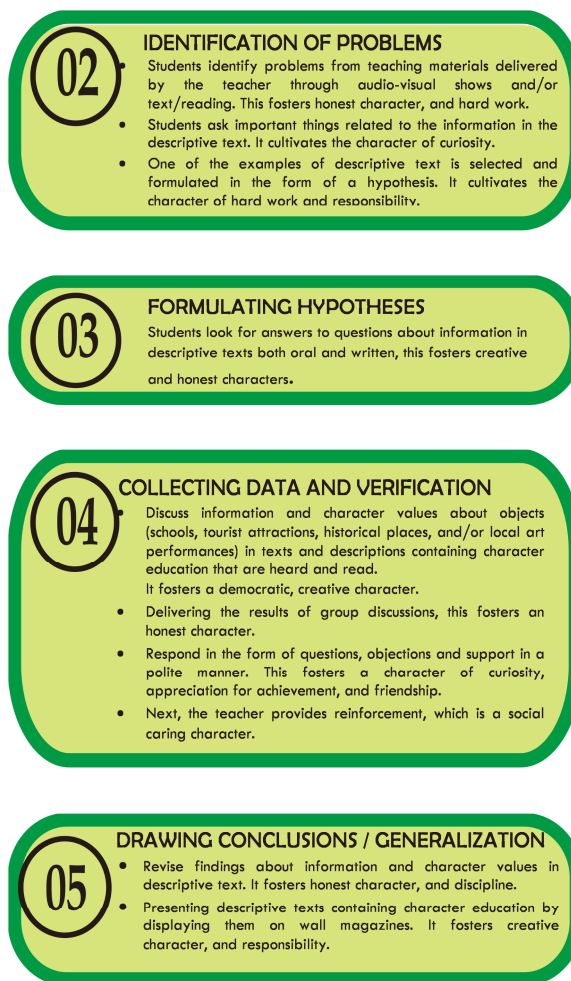 02
IDENTIFICATION OF PROBLEMS
• Students identify problems from teaching materials delivered
by the teacher through audio-visual shows and/or
text/reading. This fosters honest character, and hard work.
• Students ask important things related to the information in the
descriptive text. It cultivates the character of curiosity.
• One of the examples of descriptive text is selected and
formulated in the form of a hypothesis. It cultivates the
character of hard work and responsibility.
03
FORMULATING HYPOTHESES
Students look for answers to questions about information in
descriptive texts both oral and written, this fosters creative
and honest characters.
04
COLLECTING DATA AND VERIFICATION
• Discuss information and character values about objects
(schools, tourist attractions, historical places, and/or local art
performances) in texts and descriptions containing character
education that are heard and read.
It fosters a democratic, creative character.
• Delivering the results of group discussions, this fosters an
honest character.
• Respond in the form of questions, objections and support in a
polite manner. This fosters a character of curiosity,
appreciation for achievement, and friendship.
• Next, the teacher provides reinforcement, which is a social
caring character.
05
DRAWING CONCLUSIONS / GENERALIZATION
• Revise findings about information and character values in
descriptive text. It fosters honest character, and discipline.
• Presenting descriptive texts containing character education by
displaying them on wall magazines. It fosters creative
character, and responsibility.